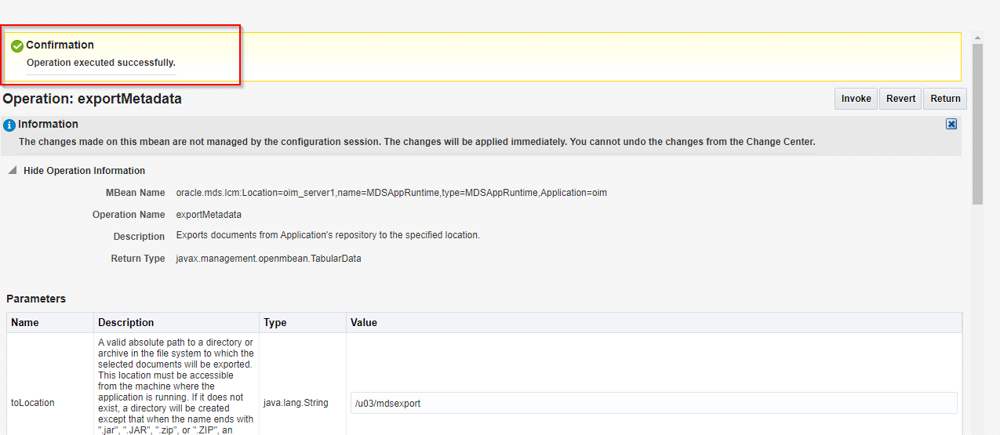 Confirmation
Operation executed successfully.
Operation: exportMetadata
Invoke
Revert
Return
Information
The changes made on this mbean are not managed by the configuration session. The changes will be applied immediately. You cannot undo the changes from the Change Center.
Hide Operation Information
MBean Name oracle.mds.lcm:Location=oim_server1,name=MDSAppRuntime,type=MDSAppRuntime,Application=oim
Operation Name exportMetadata
Description Exports documents from Application's repository to the specified location.
Return Type javax.management.openmbean.TabularData
Parameters
Name Description Type Value
toLocation
A valid absolute path to a directory or
archive in the file system to which the
selected documents will be exported.
This location must be accessible
from the machine where the
application is running. If it does not
exist, a directory will be created
except that when the name ends with
".jar", ".JAR", ".zip", or ".ZIP", an
java.lang.String
/u03/mdsexport